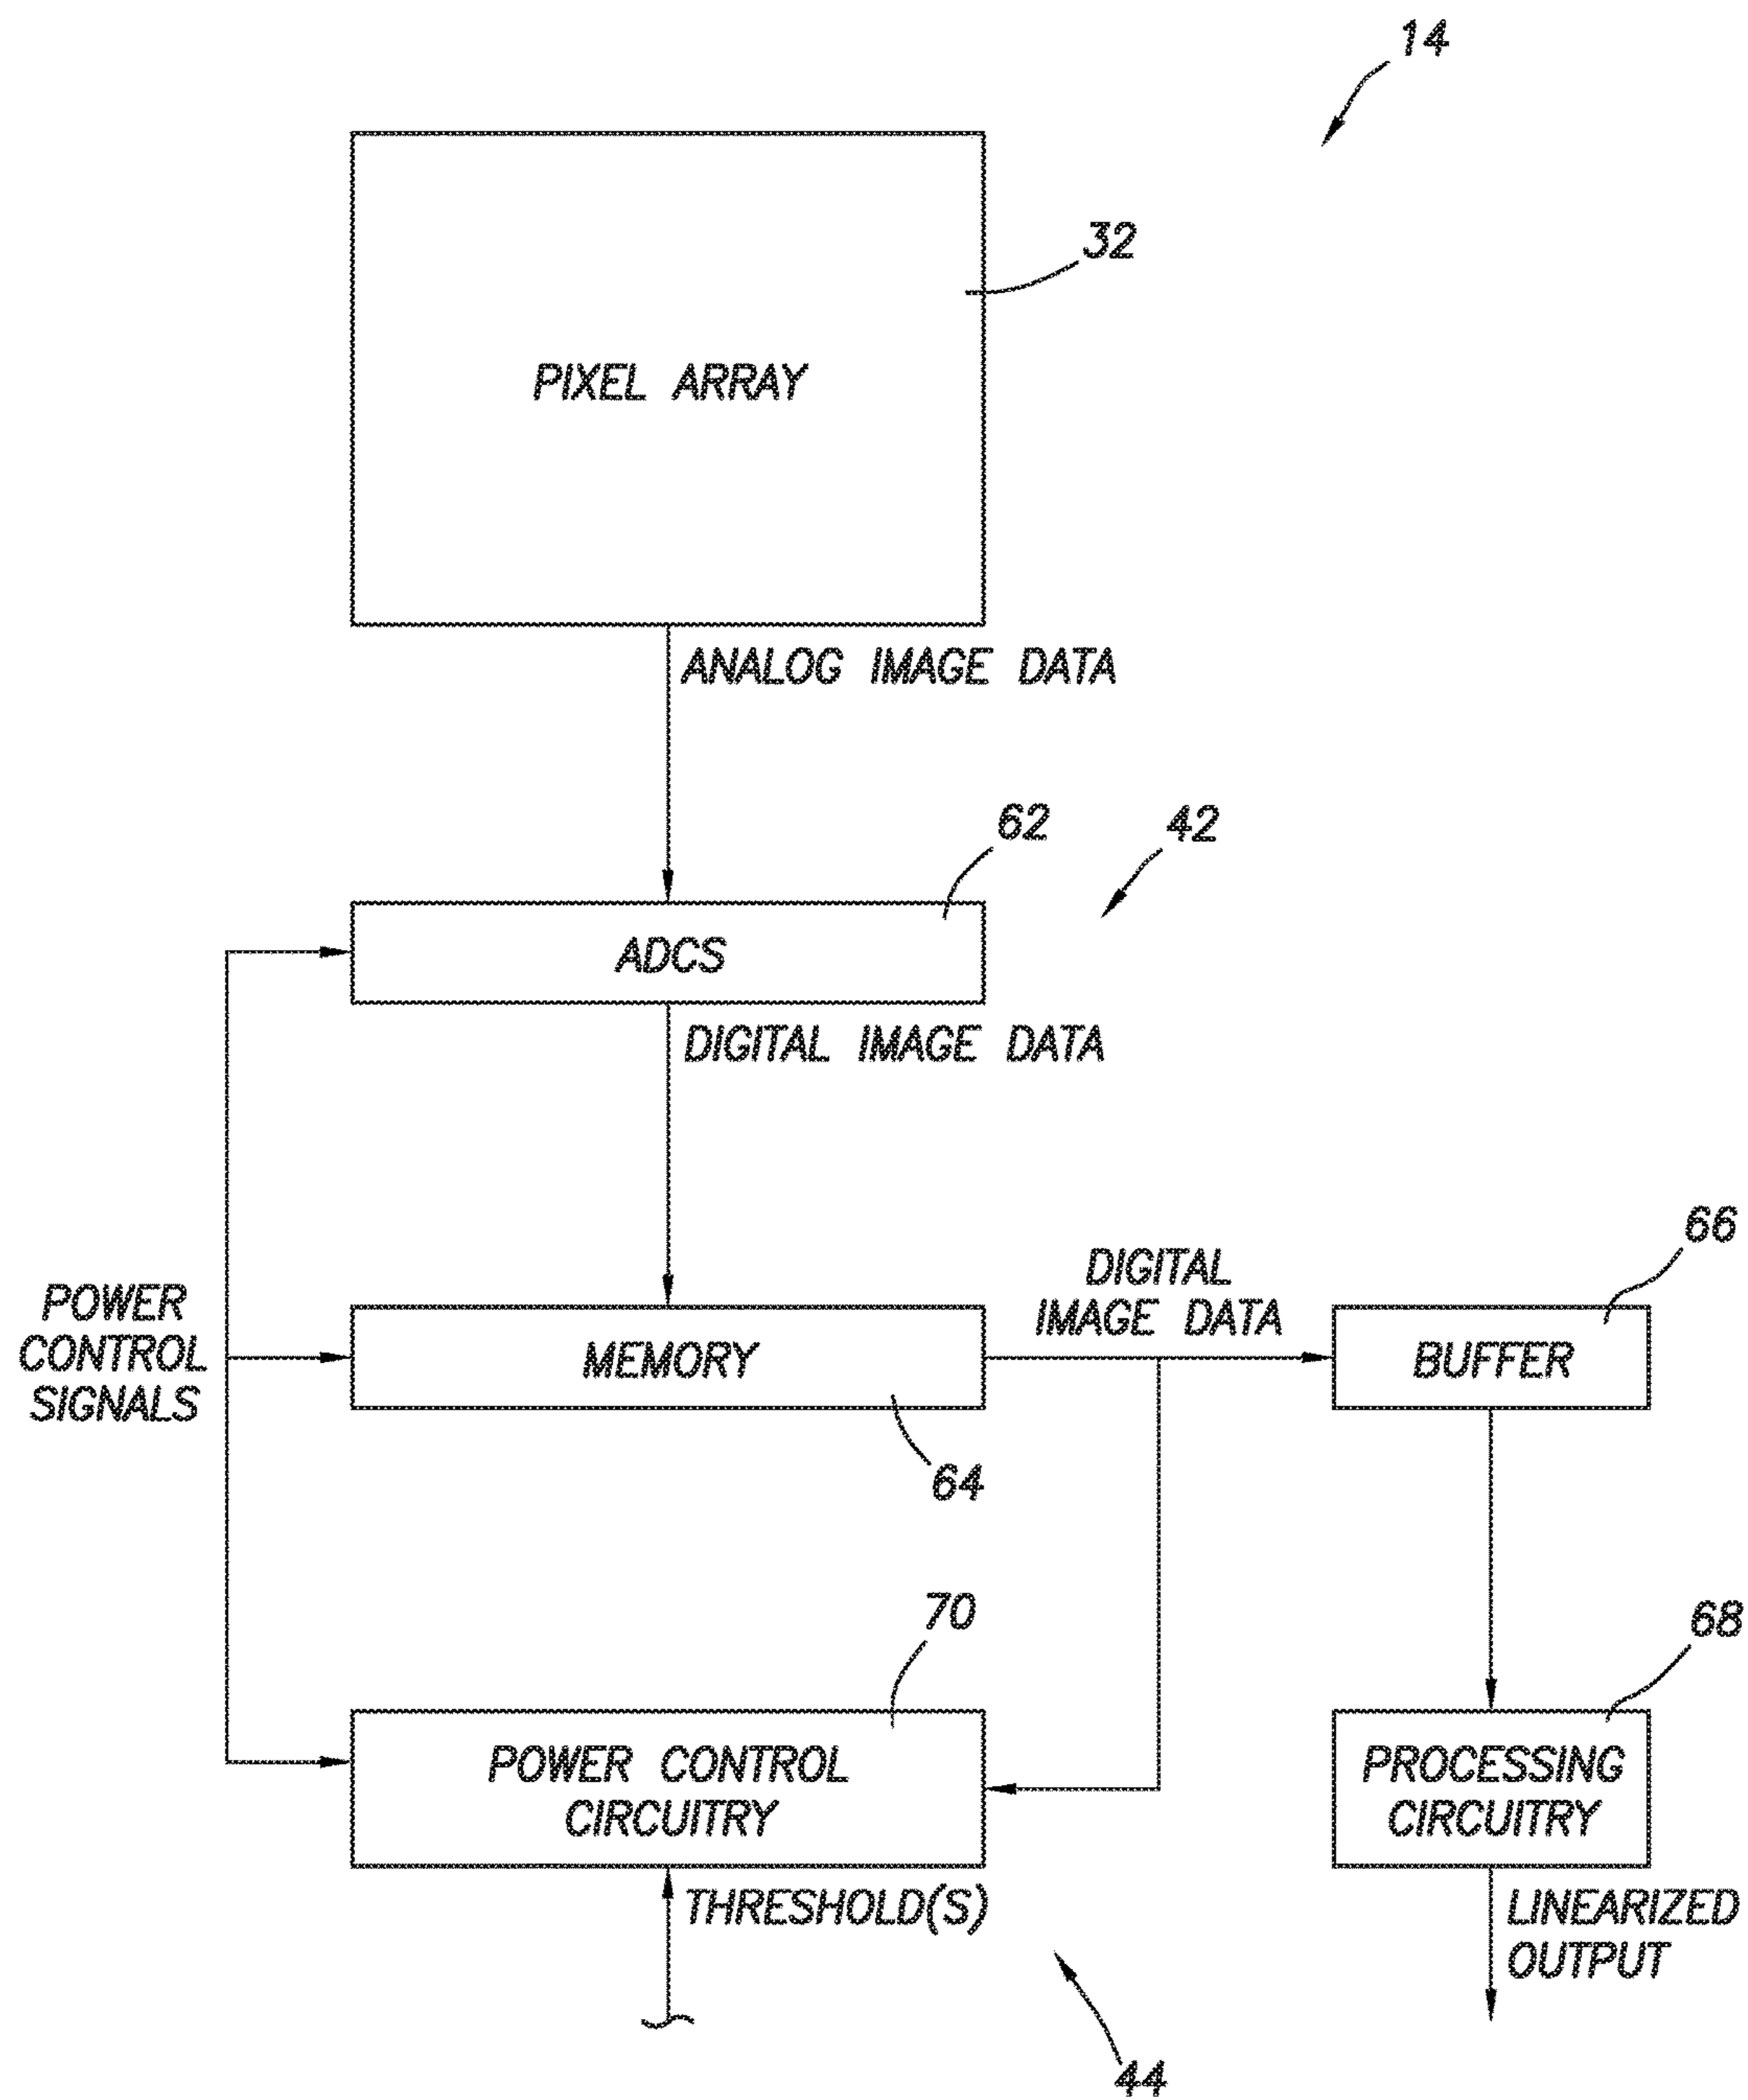 14
32
PIXEL ARRAY
ANALOG IMAGE DATA
62
42
ADCS
DIGITAL IMAGE DATA
66
DIGITAL
IMAGE DATA
POWER
CONTROL
SIGNALS
MEMORY
BUFFER
64
70
68
POWER CONTROL
CIRCUITRY
PROCESSING
CIRCUITRY
THRESHOLD(S)
LINEARIZED
OUTPUT
44